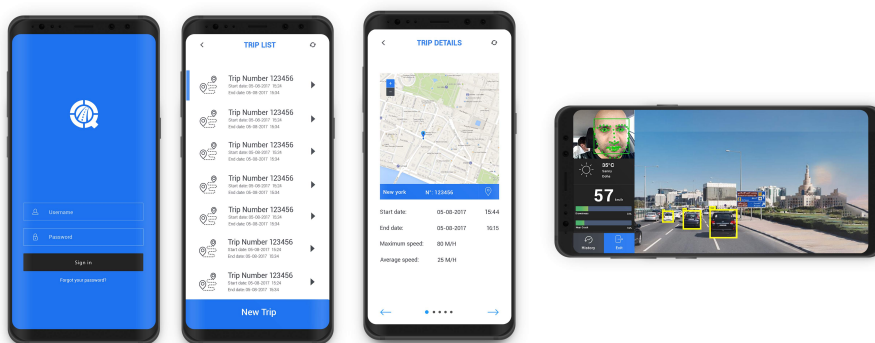 Username
Password
Sign in
Forgot your password?
TRIP LIST
Trip Number 123456
Start date: 05-08-2017 15:24
End date: 05-08-2017 15:34
Trip Number 123456
Start date: 05-08-2017 15:24
End date: 05-08-2017 15:34
Trip Number 123456
Start date: 05-08-2017 15:24
End date: 05-08-2017 15:34
Trip Number 123456
Start date: 05-08-2017 15:24
End date: 05-08-2017 15:34
Trip Number 123456
Start date: 05-08-2017 15:24
End date: 05-08-2017 15:34
Trip Number 123456
Start date: 05-08-2017 15:24
End date: 05-08-2017 15:34
Trip Number 123456
Start date: 05-08-2017 15:24
End date: 05-08-2017 15:34
New Trip
TRIP DETAILS
New york N°: 123456
Start date: 05-08-2017 15:44
End date: 05-08-2017 16:15
Maximum speed: 80 M/H
Average speed: 25 M/H
35°C
Sunny
Doha
57 km/h
History
Exit